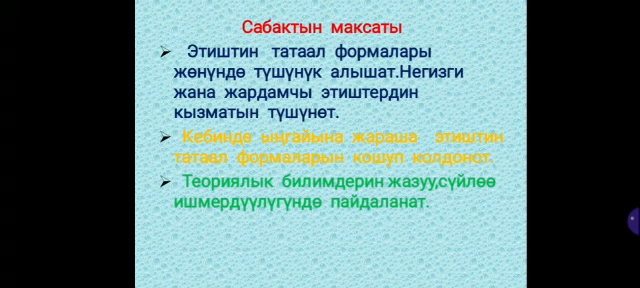 Сабактын максаты
Этиштин татаал формалары
жөнүндө түшүнүк алышат.Негизги
жана жардамчы этиштердин
кызматын түшүнөт.
Кебинде ыңгайына жараша этиштин
татаал формаларын кошуп колдонот.
Теориялык билимдерин жазуу,сүйлөө
ишмердүүлүгүндө пайдаланат.